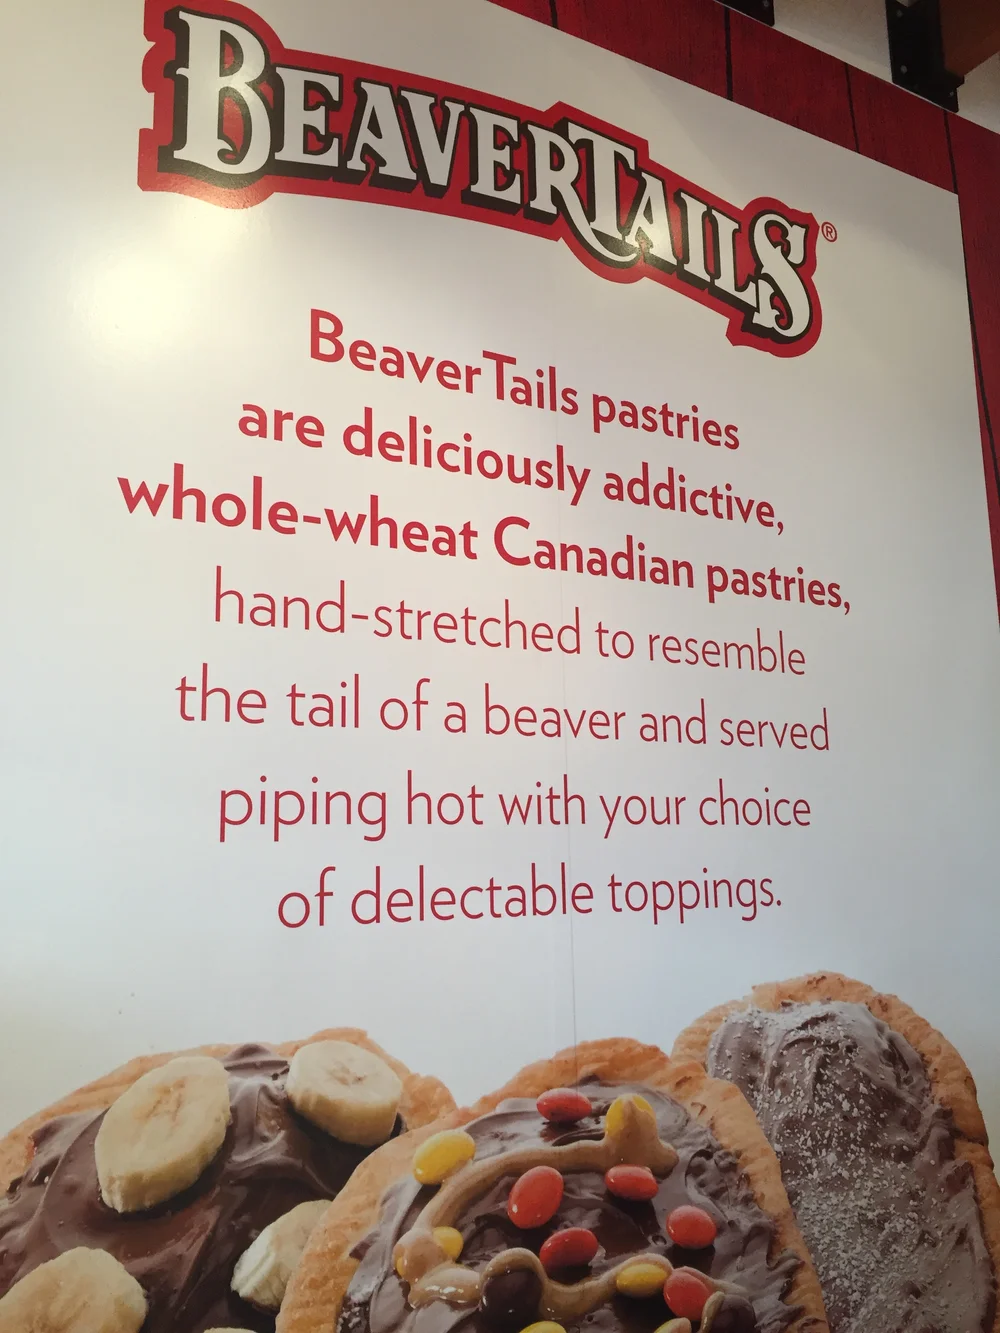 BEAVERTAILS®
BeaverTails pastries
are deliciously addictive,
whole-wheat Canadian pastries,
hand-stretched to resemble
the tail of a beaver and served
piping hot with your choice
of delectable toppings.